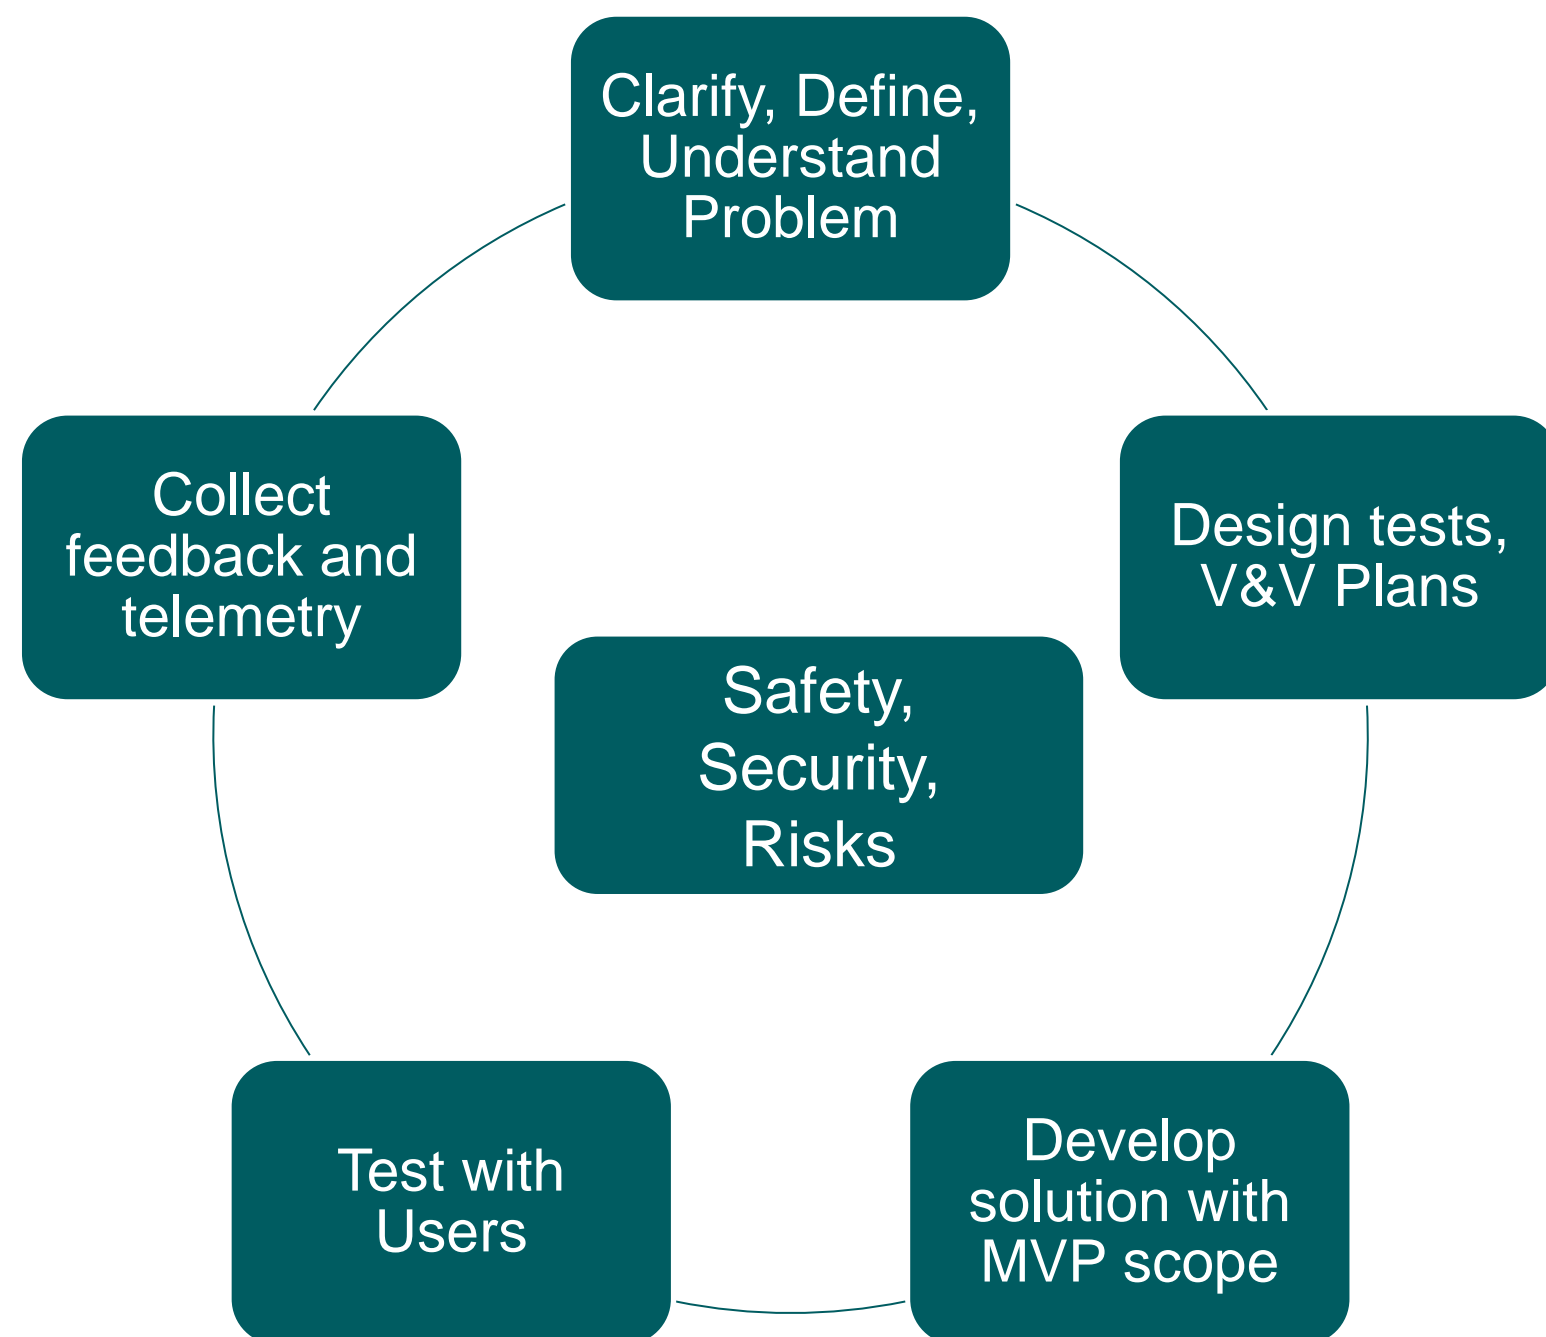 Clarify, Define,
Understand
Problem
Design tests,
V&V Plans
Develop
solution with
MVP scope
Test with
Users
Collect
feedback and
telemetry
Safety,
Security,
Risks